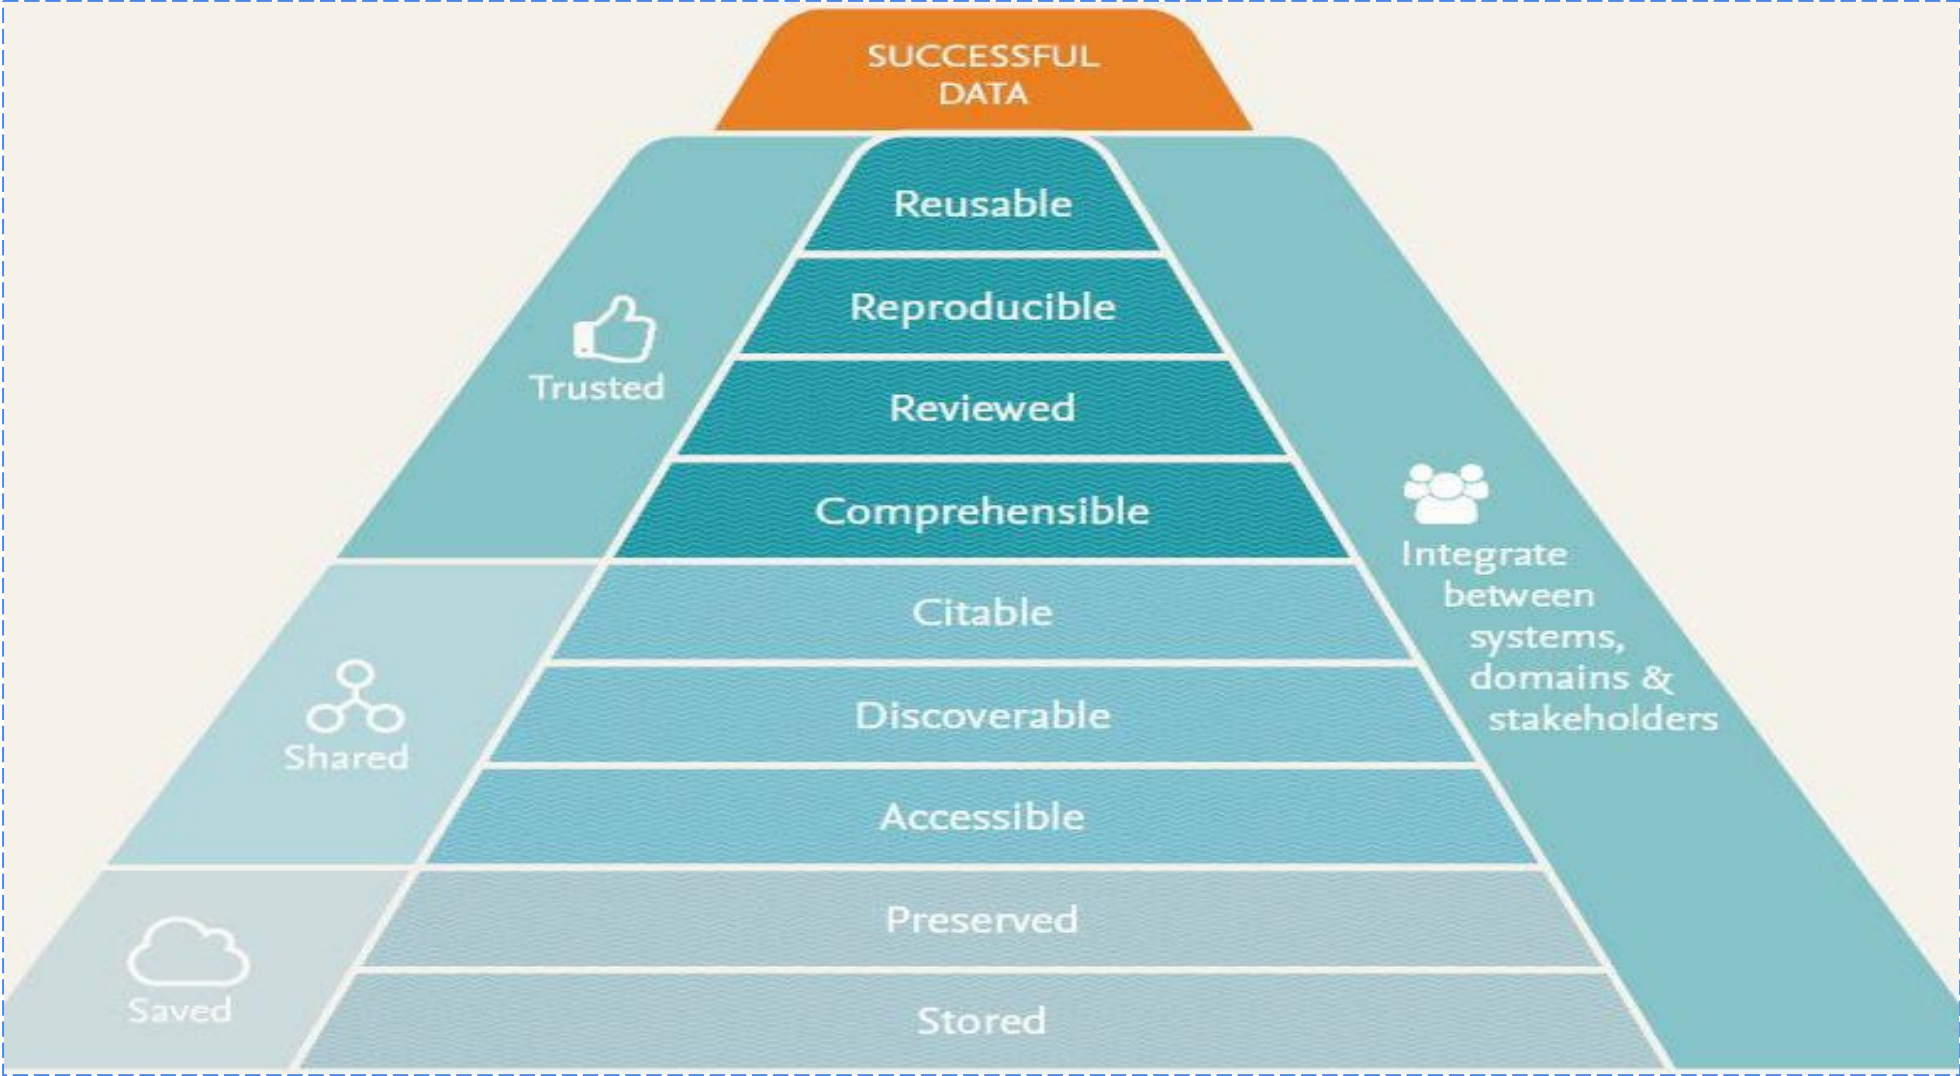 SUCCESSFUL
DATA
Reusable
Reproducible
Reviewed
Comprehensible
Citable
Discoverable
Accessible
Preserved
Stored
Trusted
Shared
Saved
Integrate
between
systems,
domains &
stakeholders